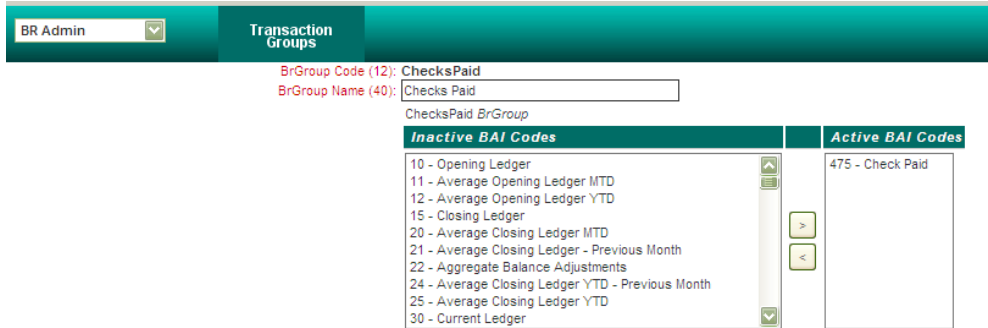 BR Admin
Transaction
Groups
BrGroup Code (12): ChecksPaid
BrGroup Name (40): Checks Paid
ChecksPaid BrGroup
Inactive BAI Codes
Active BAI Codes
10 - Opening Ledger
11 - Average Opening Ledger MTD
12 - Average Opening Ledger YTD
15 - Closing Ledger
20 - Average Closing Ledger MTD
21 - Average Closing Ledger - Previous Month
22 - Aggregate Balance Adjustments
24 - Average Closing Ledger YTD - Previous Month
25 - Average Closing Ledger YTD
30 - Current Ledger
>
<
475 - Check Paid